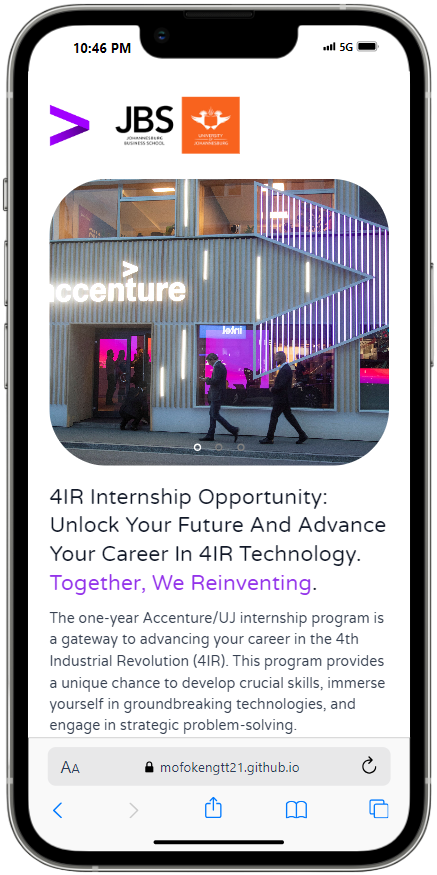 10:46 PM
5G
JBS
JOHANNESBURG
BUSINESS SCHOOL
UNIVERSITY
OF
JOHANNESBURG
accenture
4IR Internship Opportunity:
Unlock Your Future And Advance
Your Career In 4IR Technology.
Together, We Reinventing.
The one-year Accenture/UJ internship program is
a gateway to advancing your career in the 4th
Industrial Revolution (4IR). This program provides
a unique chance to develop crucial skills, immerse
yourself in groundbreaking technologies, and
engage in strategic problem-solving.
AA
mofokengtt21.github.io